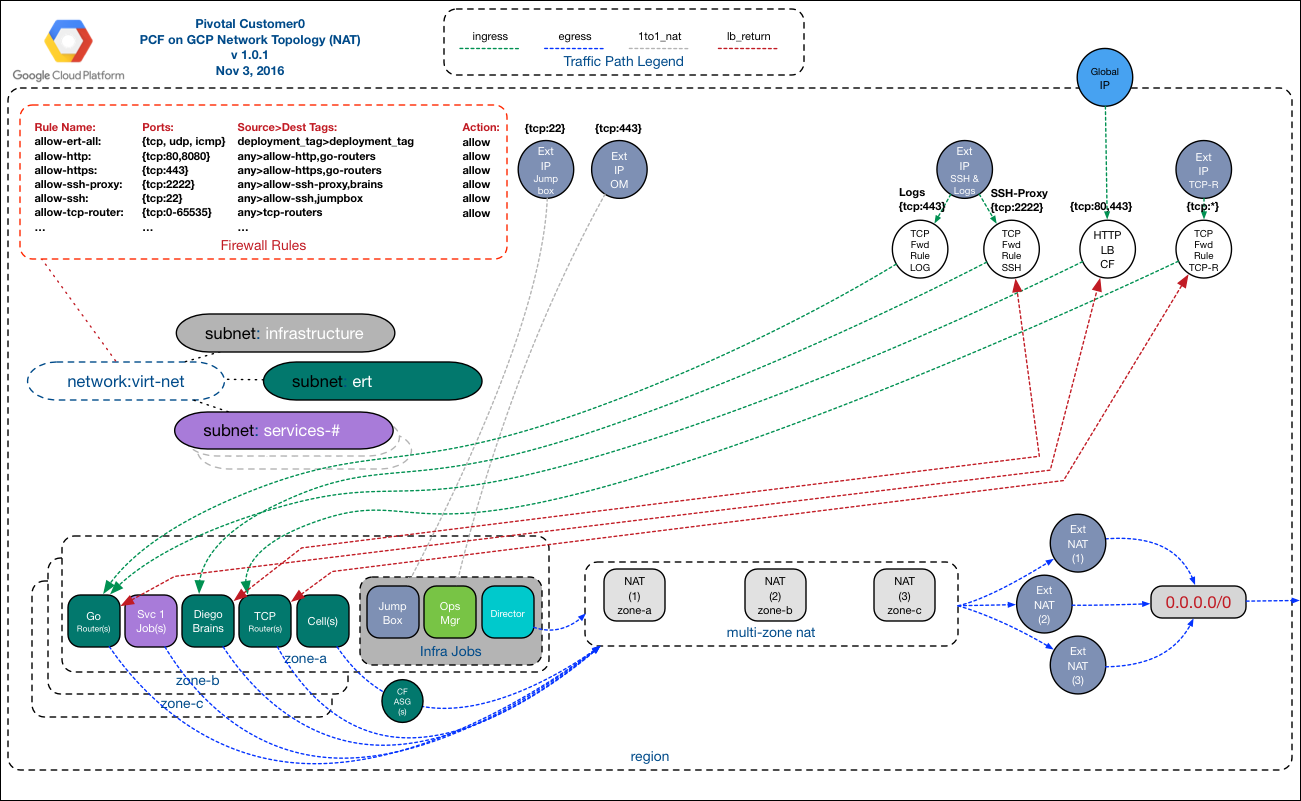 Pivotal Customer0
PCF on GCP Network Topology (NAT)
v 1.0.1
Nov 3, 2016
Google Cloud Platform
ingress egress 1to1_nat lb_return
Traffic Path Legend
Global
IP
Rule Name: Ports: Source>Dest Tags: Action:
allow-ert-all: {tcp, udp, icmp} deployment_tag>deployment_tag allow
allow-http: {tcp:80,8080} any>allow-http,go-routers allow
allow-https: {tcp:443} any>allow-https,go-routers allow
allow-ssh-proxy: {tcp:2222} any>allow-ssh-proxy,brains allow
allow-ssh: {tcp:22} any>allow-ssh,jumpbox allow
allow-tcp-router: {tcp:0-65535} any>tcp-routers allow
... ... ...
Firewall Rules
{tcp:22}
Ext
IP
Jump
box
{tcp:443}
Ext
IP
OM
Ext
IP
SSH &
Logs
Ext
IP
TCP-R
Logs
{tcp:443}
SSH-Proxy
{tcp:2222}
{tcp:80,443}
{tcp:*}
TCP
Fwd
Rule
LOG
TCP
Fwd
Rule
SSH
HTTP
LB
CF
TCP
Fwd
Rule
TCP-R
subnet: infrastructure
network:virt-net
subnet: ert
subnet: services-#
Go
Router(s)
Svc 1
Job(s)
Diego
Brains
TCP
Router(s)
Cell(s)
Jump
Box
Ops
Mgr
Director
Infra Jobs
zone-a
zone-b
zone-c
CF
ASG
(s)
NAT
(1)
zone-a
NAT
(2)
zone-b
NAT
(3)
zone-c
multi-zone nat
Ext
NAT
(1)
Ext
NAT
(2)
Ext
NAT
(3)
0.0.0.0/0
region